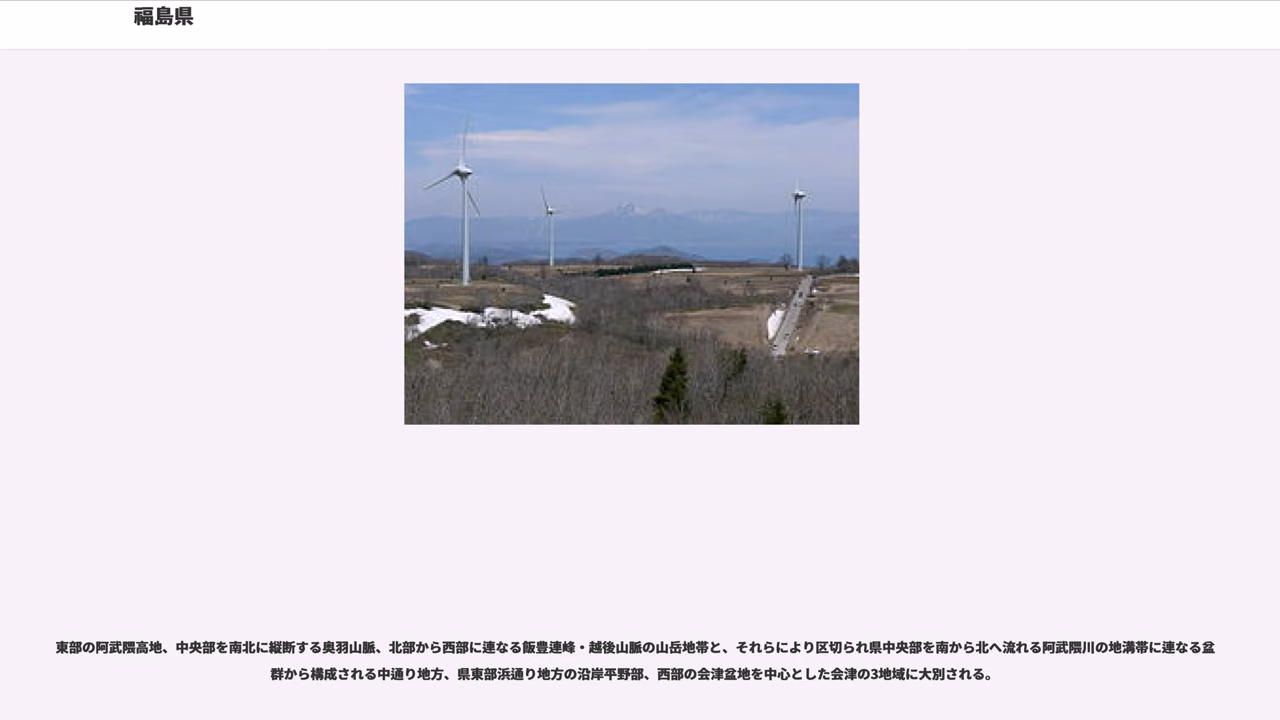 福島県
東部の阿武隈高地、中央部を南北に縦断する奥羽山脈、北部から西部に連なる飯豊連峰・越後山脈の山岳地帯と、それらにより区切られ県中央部を南から北へ流れる阿武隈川の地溝帯に連なる盆
群から構成される中通り地方、県東部浜通り地方の沿岸平野部、西部の会津盆地を中心とした会津の3地域に大別される。